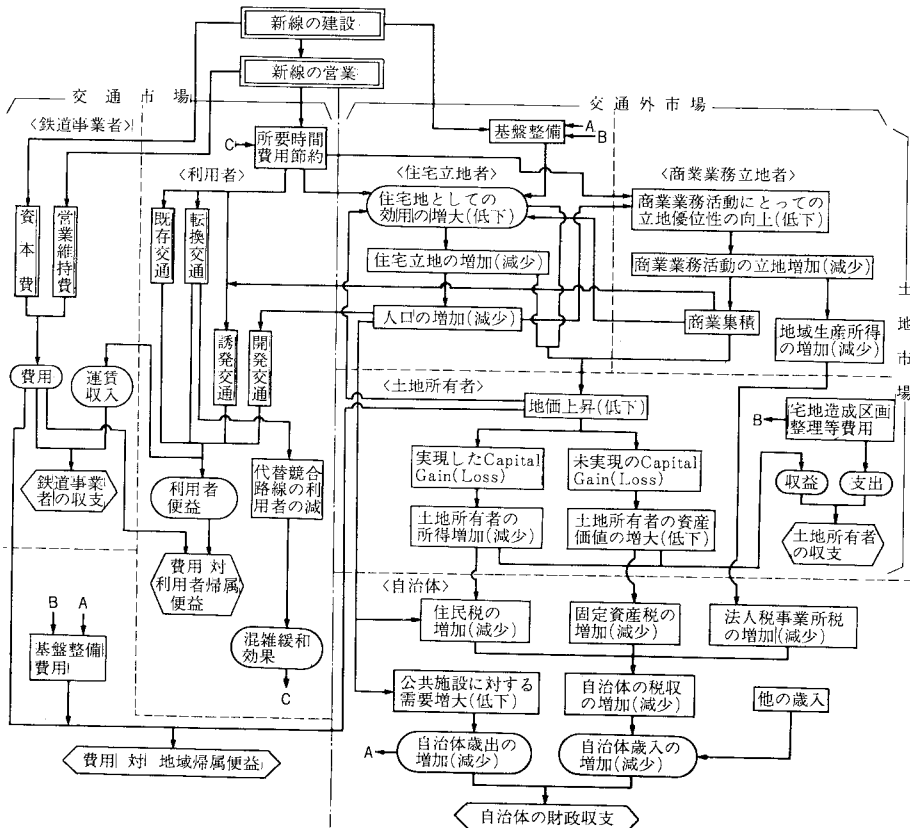 新線の建設
新線の営業
交通市場
交通外市場
<鉄道事業者>
C
所要時間
費用節約
基盤整備
A
B
<利用者>
<住宅立地者>
<商業業務立地者>
資本費
営業維持費
既存交通
転換交通
住宅地としての
効用の増大(低下)
商業業務活動にとっての
立地優位性の向上(低下)
住宅立地の増加(減少)
商業業務活動の立地増加(減少)
土地市場
人口の増加(減少)
商業集積
地域生産所得
の増加(減少)
誘発交通
開発交通
費用
運賃
収入
<土地所有者>
地価上昇(低下)
B
宅地造成区画
整理等費用
鉄道事業
者の収支
利用者
便益
代替競合
路線の利
用者の減
実現したCapital
Gain(Loss)
未実現のCapital
Gain(Loss)
収益
支出
土地所有者の
所得増加(減少)
土地所有者の資産
価値の増大(低下)
土地所有者
の収支
費用 対
利用者帰属
便益
<自治体>
B
A
基盤整備
費用
混雑緩和
効果
C
住民税の
増加(減少)
固定資産税の
増加(減少)
法人税事業所税
の増加(減少)
公共施設に対する
需要増大(低下)
自治体の税収
の増加(減少)
他の歳入
費用 対 地域帰属便益
A
自治体歳出の
増加(減少)
自治体歳入の
増加(減少)
自治体の財政収支